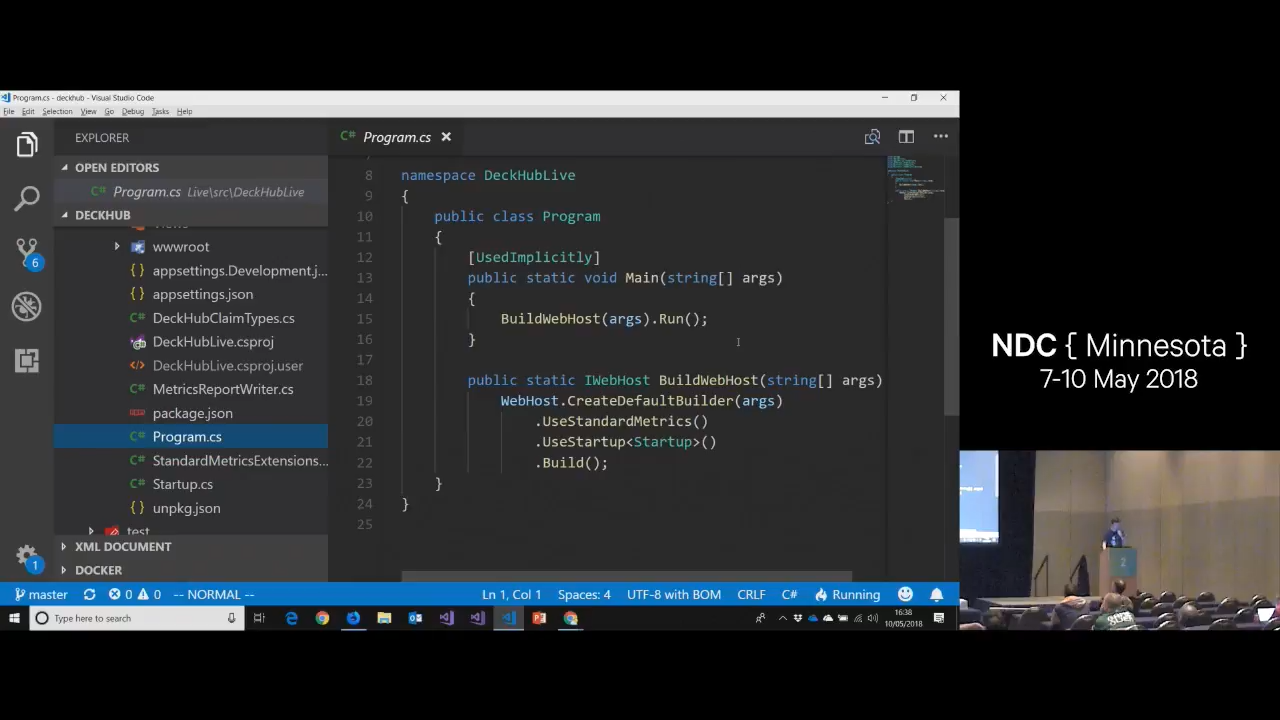 Program.cs - deckhub - Visual Studio Code
File Edit Selection View Go Debug Tasks Help
EXPLORER
OPEN EDITORS
C# Program.cs Live\src\DeckHubLive
DECKHUB
wwwroot
{} appsettings.Development.j...
{} appsettings.json
C# DeckHubClaimTypes.cs
DeckHubLive.csproj
DeckHubLive.csproj.user
C# MetricsReportWriter.cs
package.json
C# Program.cs
C# StandardMetricsExtensions...
C# Startup.cs
{} unpkg.json
test
XML DOCUMENT
DOCKER
6
1
C# Program.cs
8 namespace DeckHubLive
9 {
10 public class Program
11 {
12 [UsedImplicitly]
13 public static void Main(string[] args)
14 {
15 BuildWebHost(args).Run();
16 }
17
18 public static IWebHost BuildWebHost(string[] args)
19 WebHost.CreateDefaultBuilder(args)
20 .UseStandardMetrics()
21 .UseStartup<Startup>()
22 .Build();
23 }
24 }
25
master 0 0 -- NORMAL -- Ln 1, Col 1 Spaces: 4 UTF-8 with BOM CRLF C# Running
Type here to search
16:38
10/05/2018
NDC { Minnesota }
7-10 May 2018
2